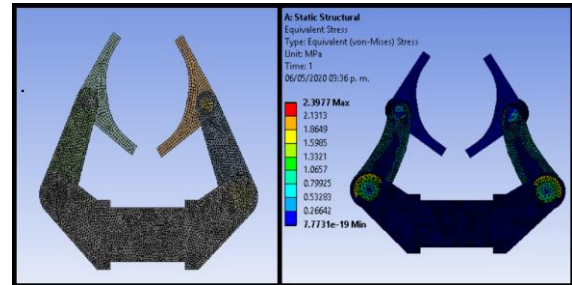 A: Static Structural
Equivalent Stress
Type: Equivalent (von-Mises) Stress
Unit: MPa
Time: 1
06/05/2020 03:36 p. m.
2.3977 Max
2.1313
1.8649
1.5985
1.3321
1.0657
0.79925
0.53283
0.26642
7.7731e-19 Min